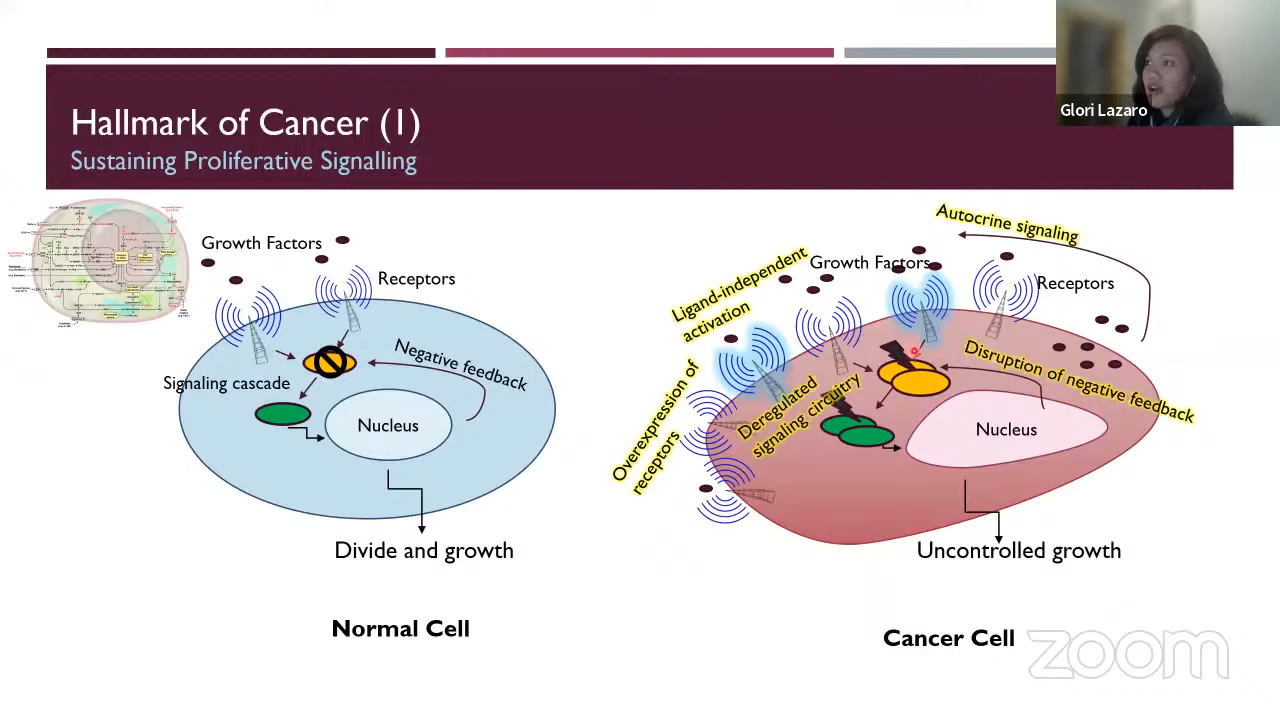 Hallmark of Cancer (1)
Sustaining Proliferative Signalling
Glori Lazaro
Growth Factors
Receptors
Signaling cascade
Negative feedback
Nucleus
Divide and growth
Normal Cell
Autocrine signaling
Ligand-independent
activation
Growth Factors
Receptors
Overexpression of
receptors
Deregulated
signaling circuitry
Disruption of negative feedback
Nucleus
Uncontrolled growth
Cancer Cell
zoom